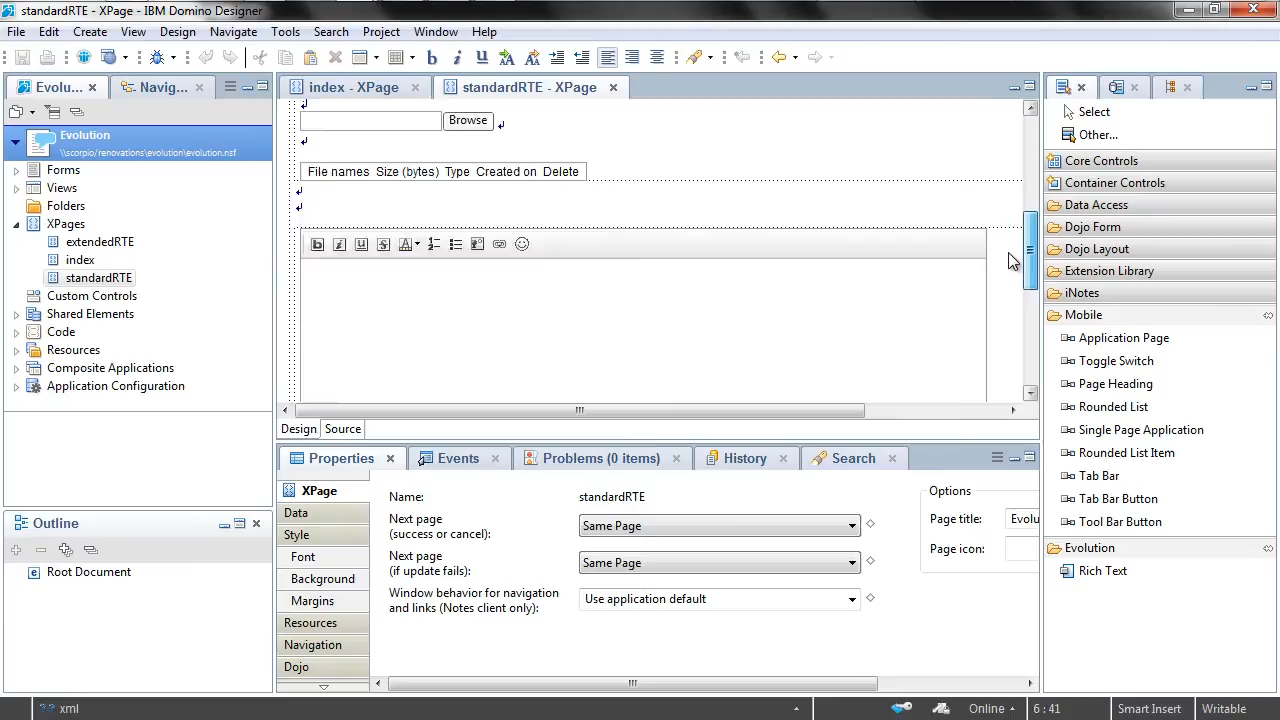 standardRTE - XPage - IBM Domino Designer
File Edit Create View Design Navigate Tools Search Project Window Help
Evolu... Navig... index - XPage standardRTE - XPage
Select
Other...
Evolution
\\scorpio/renovations\evolution\evolution.nsf
Forms
Views
Folders
XPages
extendedRTE
index
standardRTE
Custom Controls
Shared Elements
Code
Resources
Composite Applications
Application Configuration
Browse
File names Size (bytes) Type Created on Delete
Design Source
Core Controls
Container Controls
Data Access
Dojo Form
Dojo Layout
Extension Library
iNotes
Mobile
Application Page
Toggle Switch
Page Heading
Rounded List
Single Page Application
Rounded List Item
Tab Bar
Tab Bar Button
Tool Bar Button
Evolution
Rich Text
Outline
Root Document
Properties Events Problems (0 items) History Search
XPage
Data
Style
Font
Background
Margins
Resources
Navigation
Dojo
Name: standardRTE
Next page
(success or cancel):
Same Page
Next page
(if update fails):
Same Page
Window behavior for navigation
and links (Notes client only):
Use application default
Options
Page title: Evolu
Page icon:
xml Online 6 : 41 Smart Insert Writable